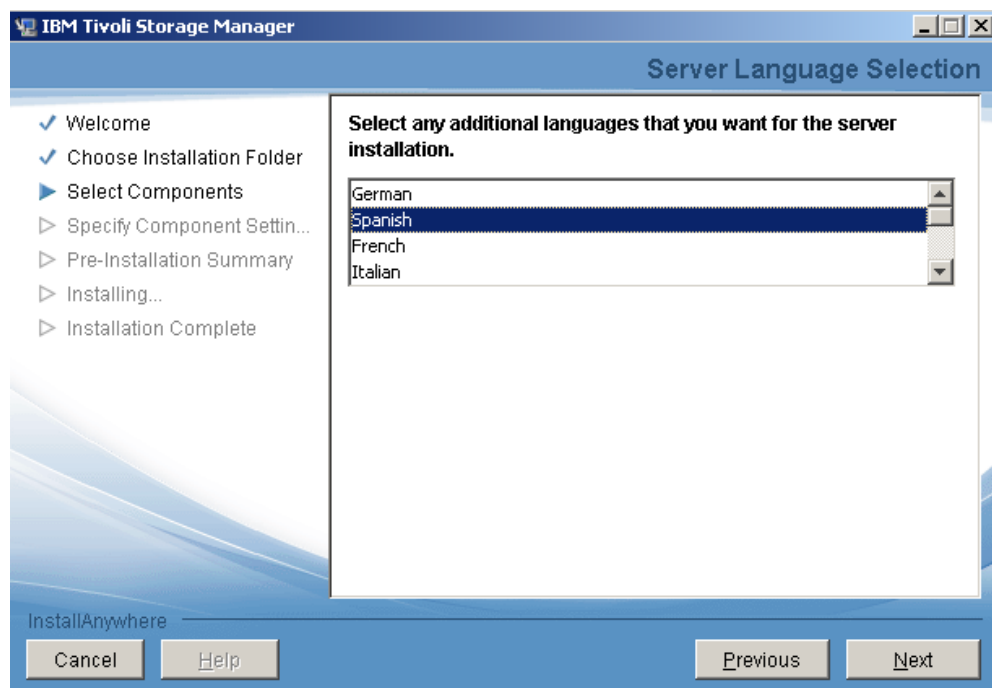 IBM Tivoli Storage Manager
Server Language Selection
Welcome
Choose Installation Folder
Select Components
Specify Component Settin...
Pre-Installation Summary
Installing...
Installation Complete
Select any additional languages that you want for the server
installation.
German
Spanish
French
Italian
InstallAnywhere
Cancel
Help
Previous
Next